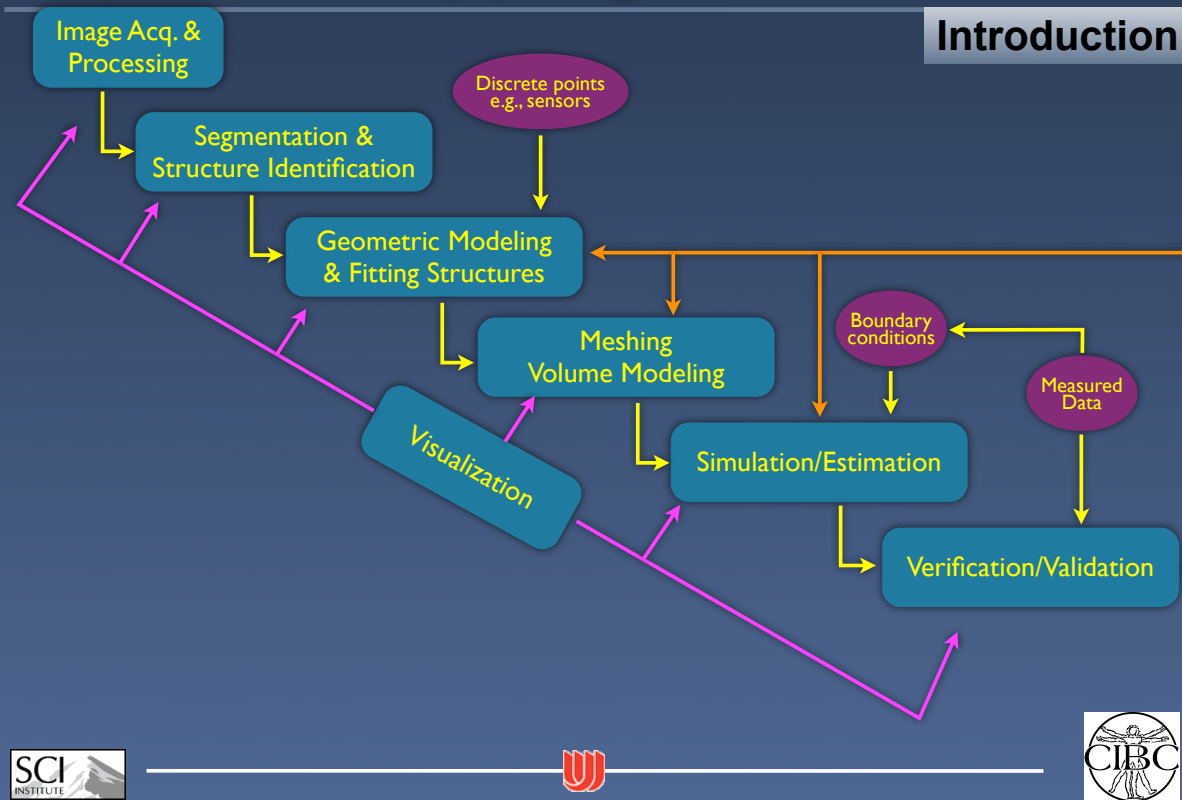 Introduction
Image Acq. &
Processing
Discrete points
e.g., sensors
Segmentation &
Structure Identification
Geometric Modeling
& Fitting Structures
Boundary
conditions
Meshing
Volume Modeling
Measured
Data
Visualization
Simulation/Estimation
Verification/Validation
SCI
INSTITUTE
CIBC